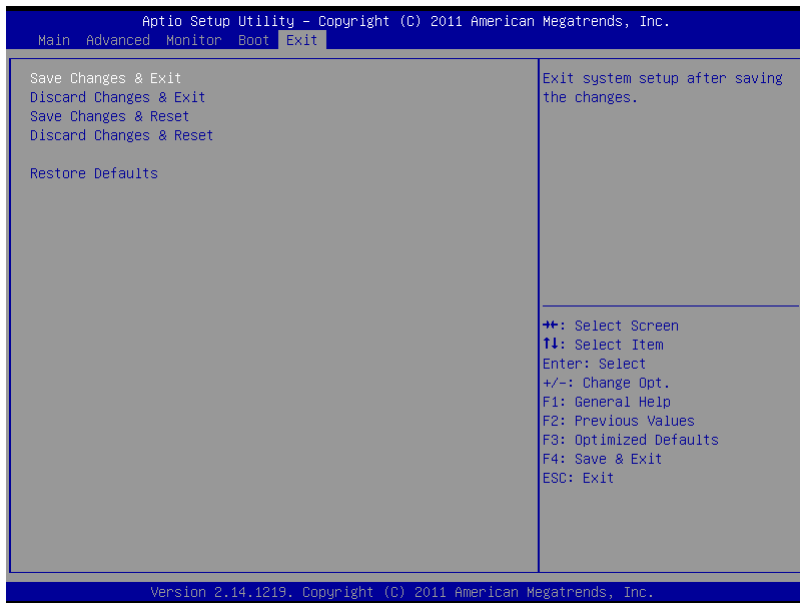 Aptio Setup Utility – Copyright (C) 2011 American Megatrends, Inc.
Main Advanced Monitor Boot Exit
Save Changes & Exit
Discard Changes & Exit
Save Changes & Reset
Discard Changes & Reset
Restore Defaults
Exit system setup after saving
the changes.
→←: Select Screen
↑↓: Select Item
Enter: Select
+/-: Change Opt.
F1: General Help
F2: Previous Values
F3: Optimized Defaults
F4: Save & Exit
ESC: Exit
Version 2.14.1219. Copyright (C) 2011 American Megatrends, Inc.